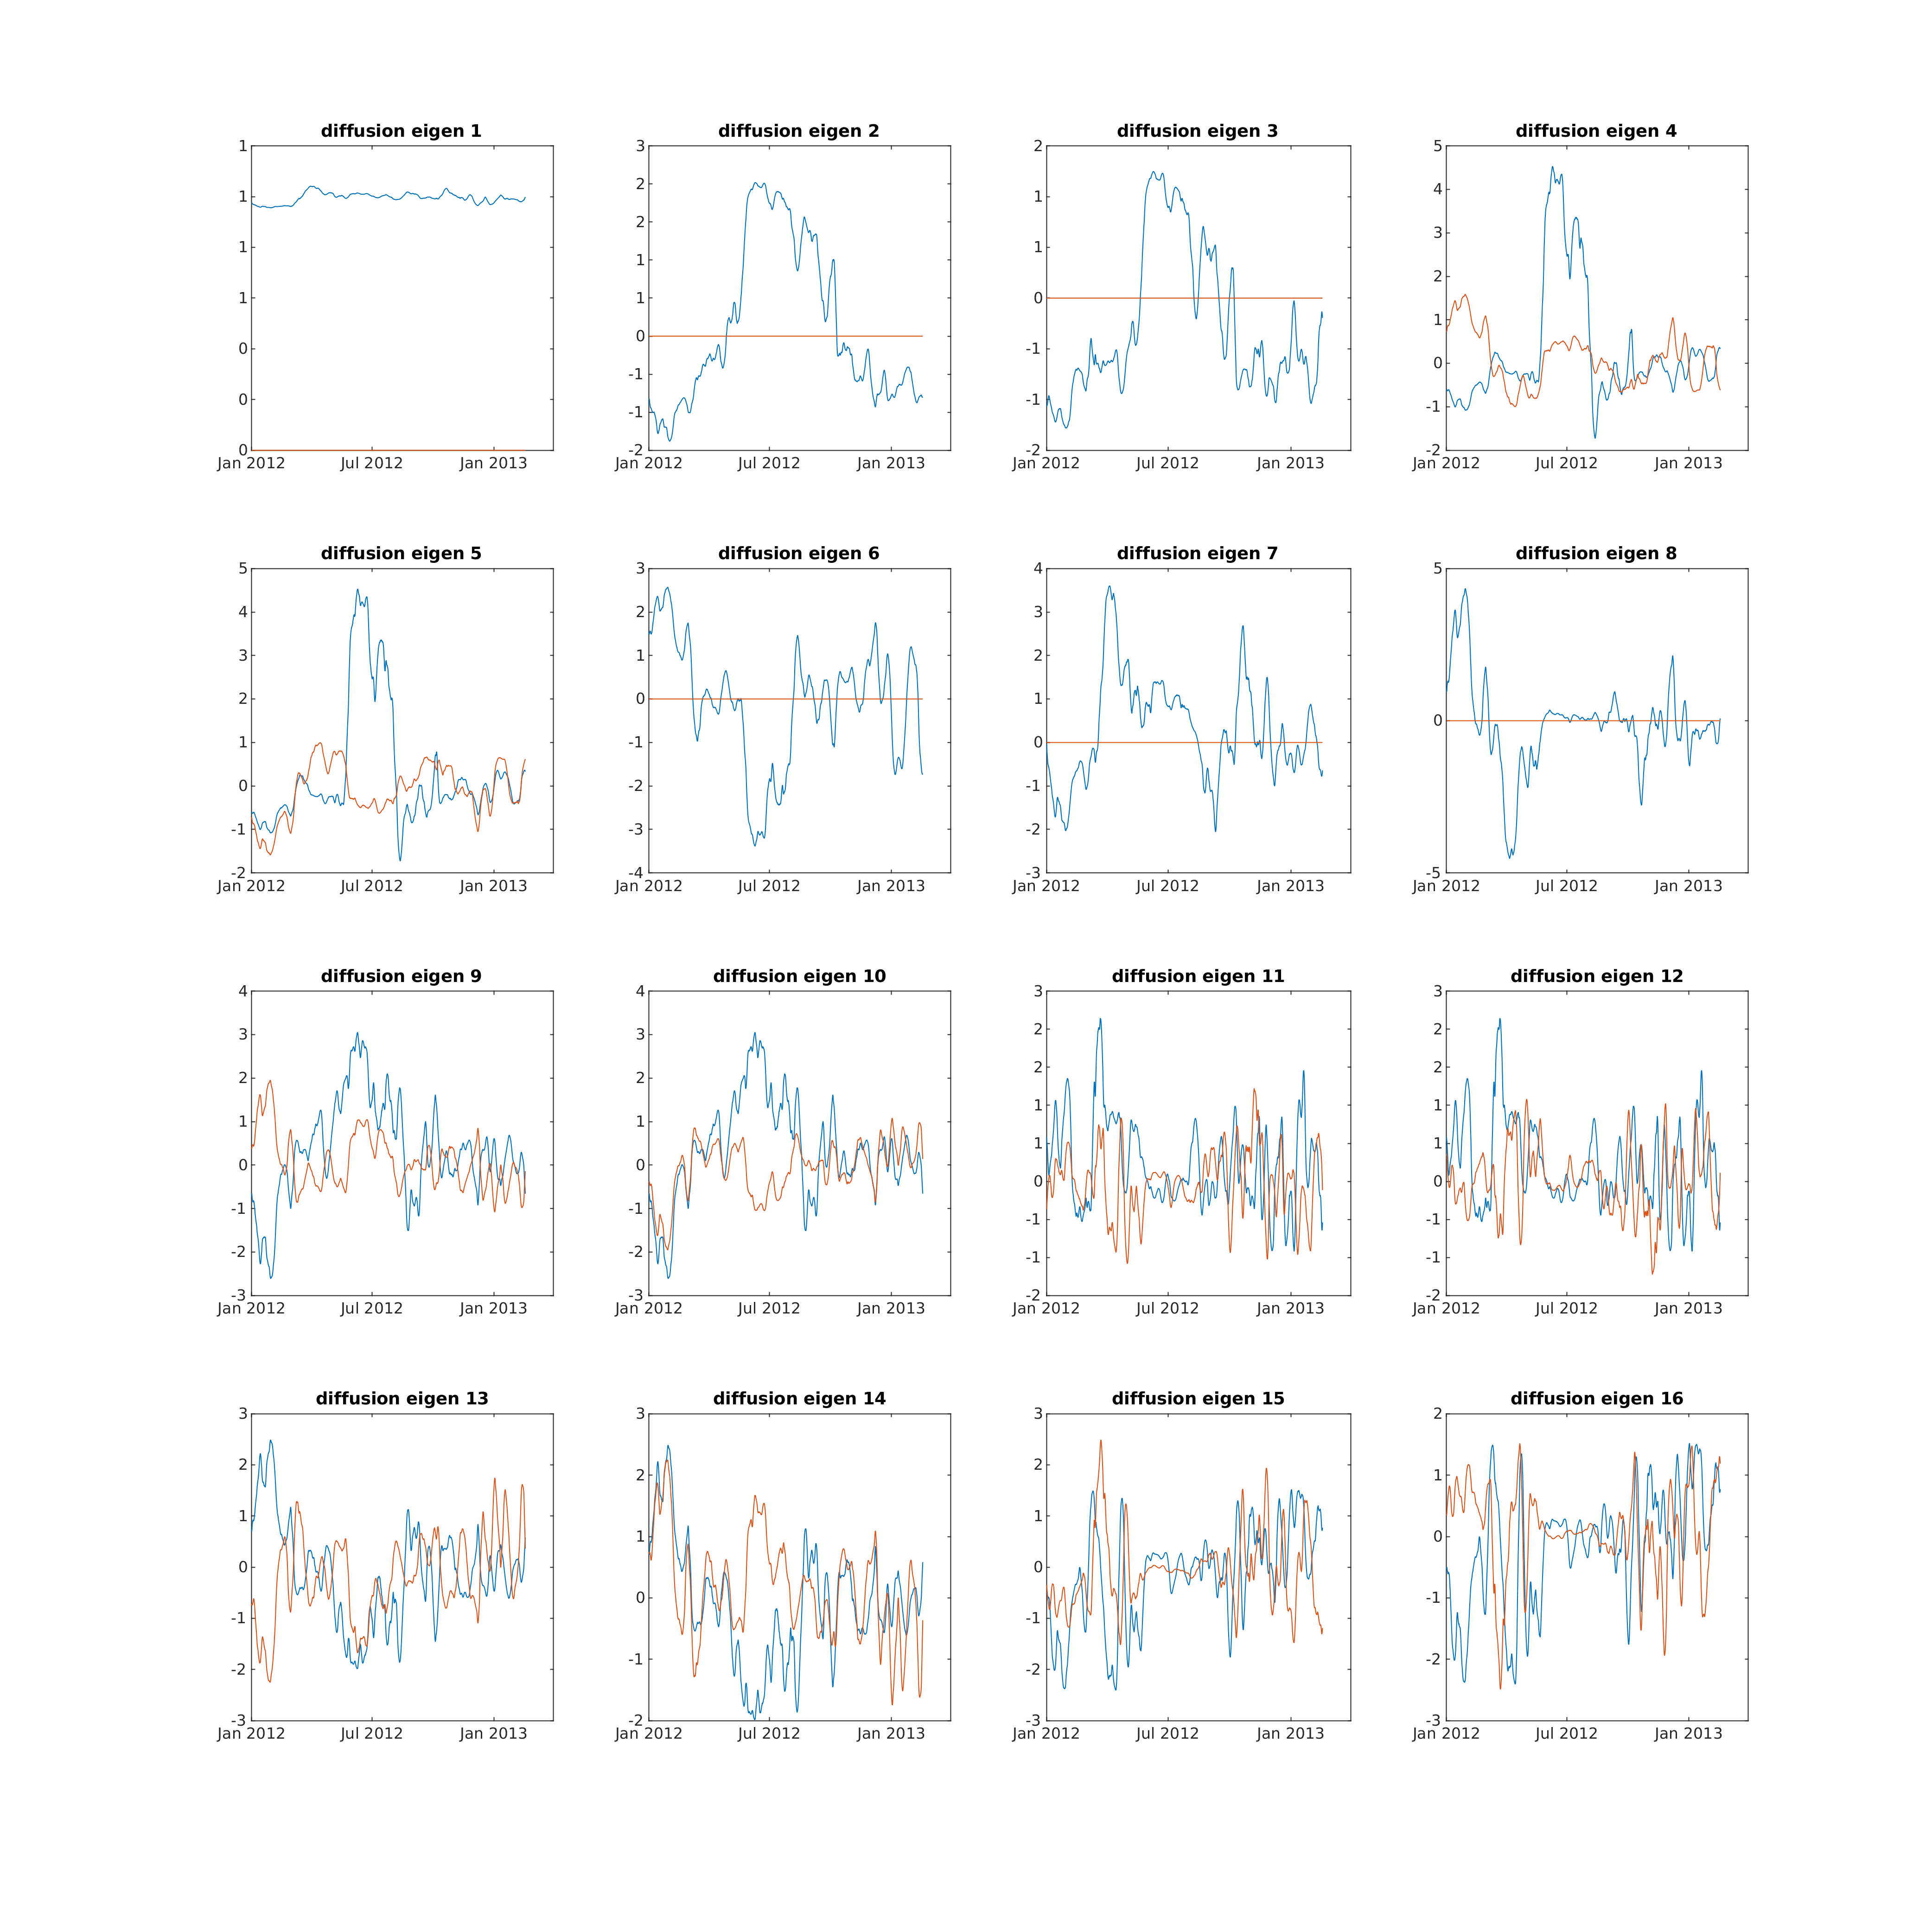 diffusion eigen 1 diffusion eigen 2 diffusion eigen 3 diffusion eigen 4
1 3 2 5
1 2 1 4
1 2 1 3
1 1 0 2
0 1 -1 1
0 0 -1 0
0 -1 -2 -1
-1 -2
-2
Jan 2012 Jul 2012 Jan 2013 Jan 2012 Jul 2012 Jan 2013 Jan 2012 Jul 2012 Jan 2013 Jan 2012 Jul 2012 Jan 2013
diffusion eigen 5 diffusion eigen 6 diffusion eigen 7 diffusion eigen 8
5 3 4 5
4 2 3 0
3 1 2 -5
2 0 1
1 -1 0
0 -2 -1
-1 -3 -2
-2 -4 -3
Jan 2012 Jul 2012 Jan 2013 Jan 2012 Jul 2012 Jan 2013 Jan 2012 Jul 2012 Jan 2013 Jan 2012 Jul 2012 Jan 2013
diffusion eigen 9 diffusion eigen 10 diffusion eigen 11 diffusion eigen 12
4 4 3 3
3 3 2 2
2 2 2 2
1 1 1 1
0 0 1 1
-1 -1 0 0
-2 -2 -1 -1
-3 -3 -1 -1
-2 -2
Jan 2012 Jul 2012 Jan 2013 Jan 2012 Jul 2012 Jan 2013 Jan 2012 Jul 2012 Jan 2013 Jan 2012 Jul 2012 Jan 2013
diffusion eigen 13 diffusion eigen 14 diffusion eigen 15 diffusion eigen 16
3 3 3 2
2 2 2 1
1 1 1 0
0 0 0 -1
-1 -1 -1 -2
-2 -2 -2 -3
-3 -3
Jan 2012 Jul 2012 Jan 2013 Jan 2012 Jul 2012 Jan 2013 Jan 2012 Jul 2012 Jan 2013 Jan 2012 Jul 2012 Jan 2013